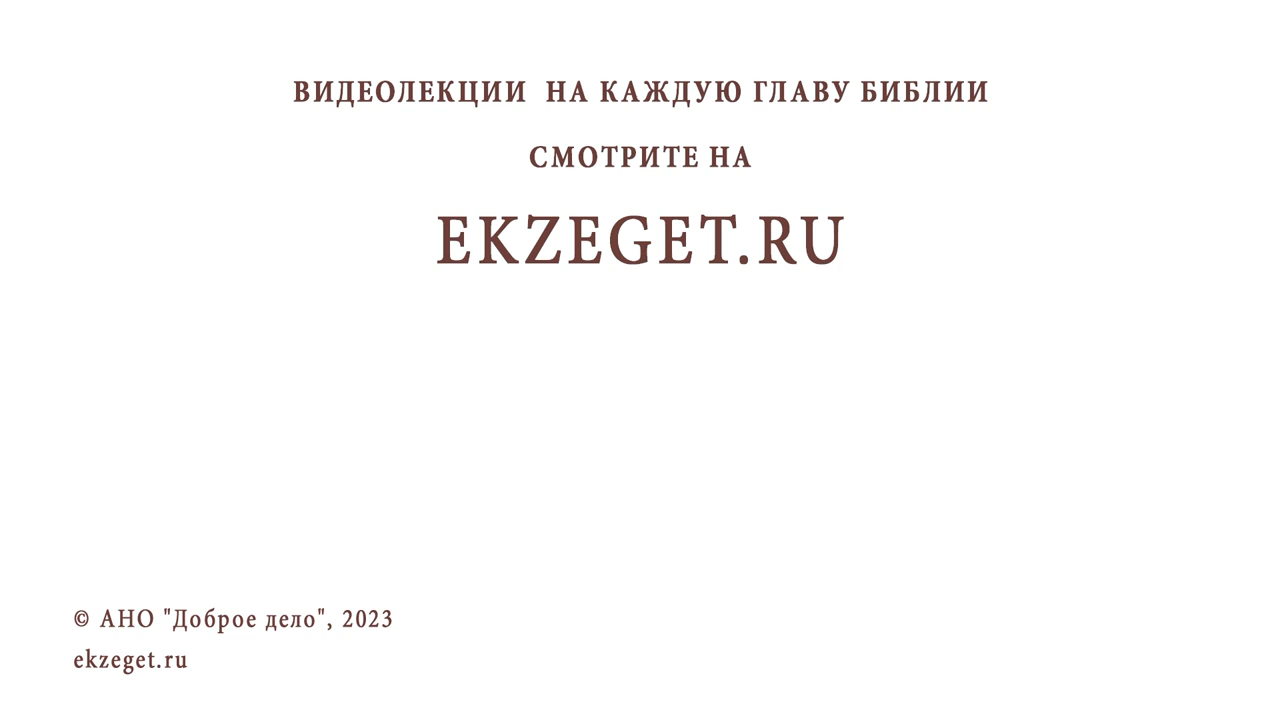 ВИДЕОЛЕКЦИИ НА КАЖДУЮ ГЛАВУ БИБЛИИ
СМОТРИТЕ НА
EKZEGET.RU
© АНО "Доброе дело", 2023
ekzeget.ru